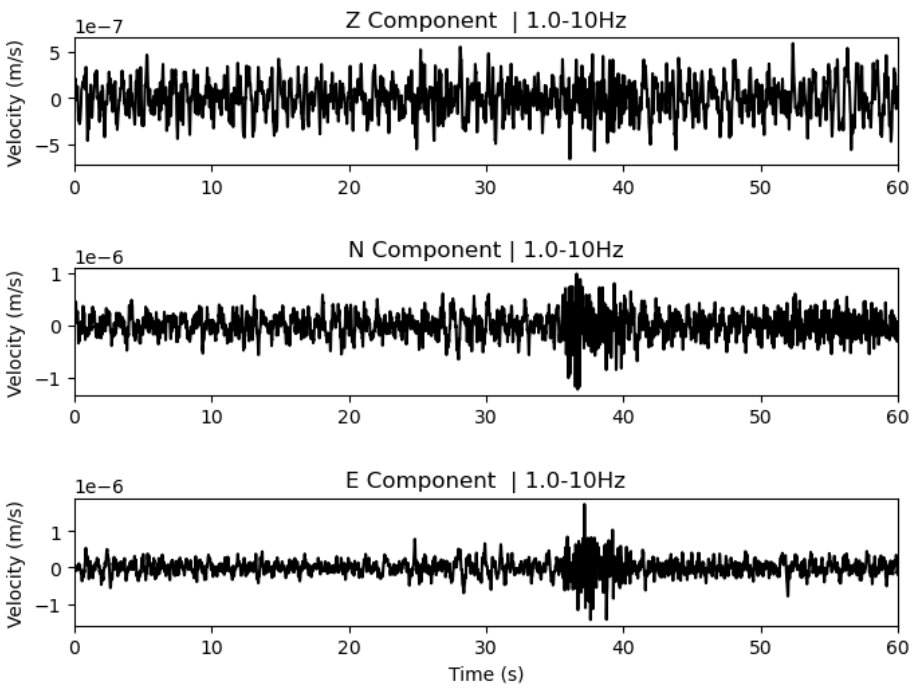 Z Component | 1.0-10Hz
1e−7
Velocity (m/s)
5
0
−5
0 10 20 30 40 50 60
N Component | 1.0-10Hz
1e−6
Velocity (m/s)
1
0
−1
0 10 20 30 40 50 60
E Component | 1.0-10Hz
1e−6
Velocity (m/s)
1
0
−1
0 10 20 30 40 50 60
Time (s)